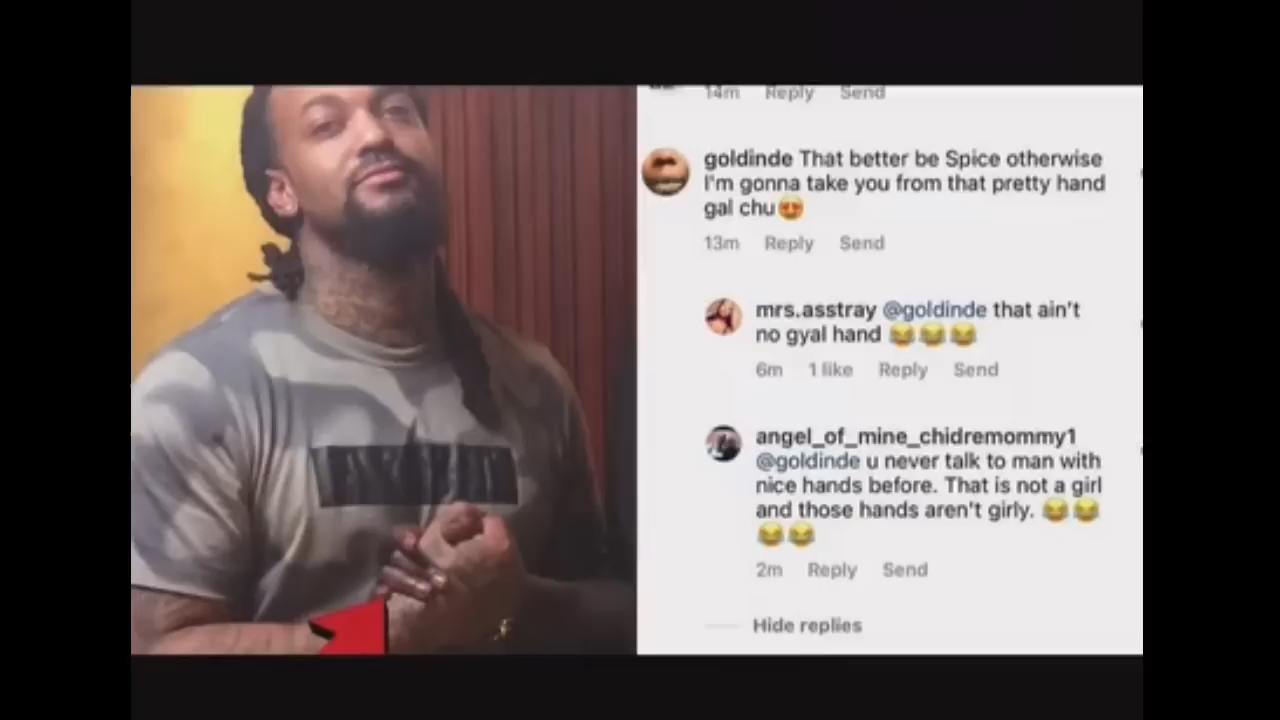 14m Reply Send
goldinde That better be Spice otherwise
I'm gonna take you from that pretty hand
gal chu😍
13m Reply Send
mrs.asstray @goldinde that ain't
no gyal hand 😂😂😂
6m 1 like Reply Send
angel_of_mine_chidremommy1
@goldinde u never talk to man with
nice hands before. That is not a girl
and those hands aren't girly. 😂😂
😂😂
2m Reply Send
Hide replies